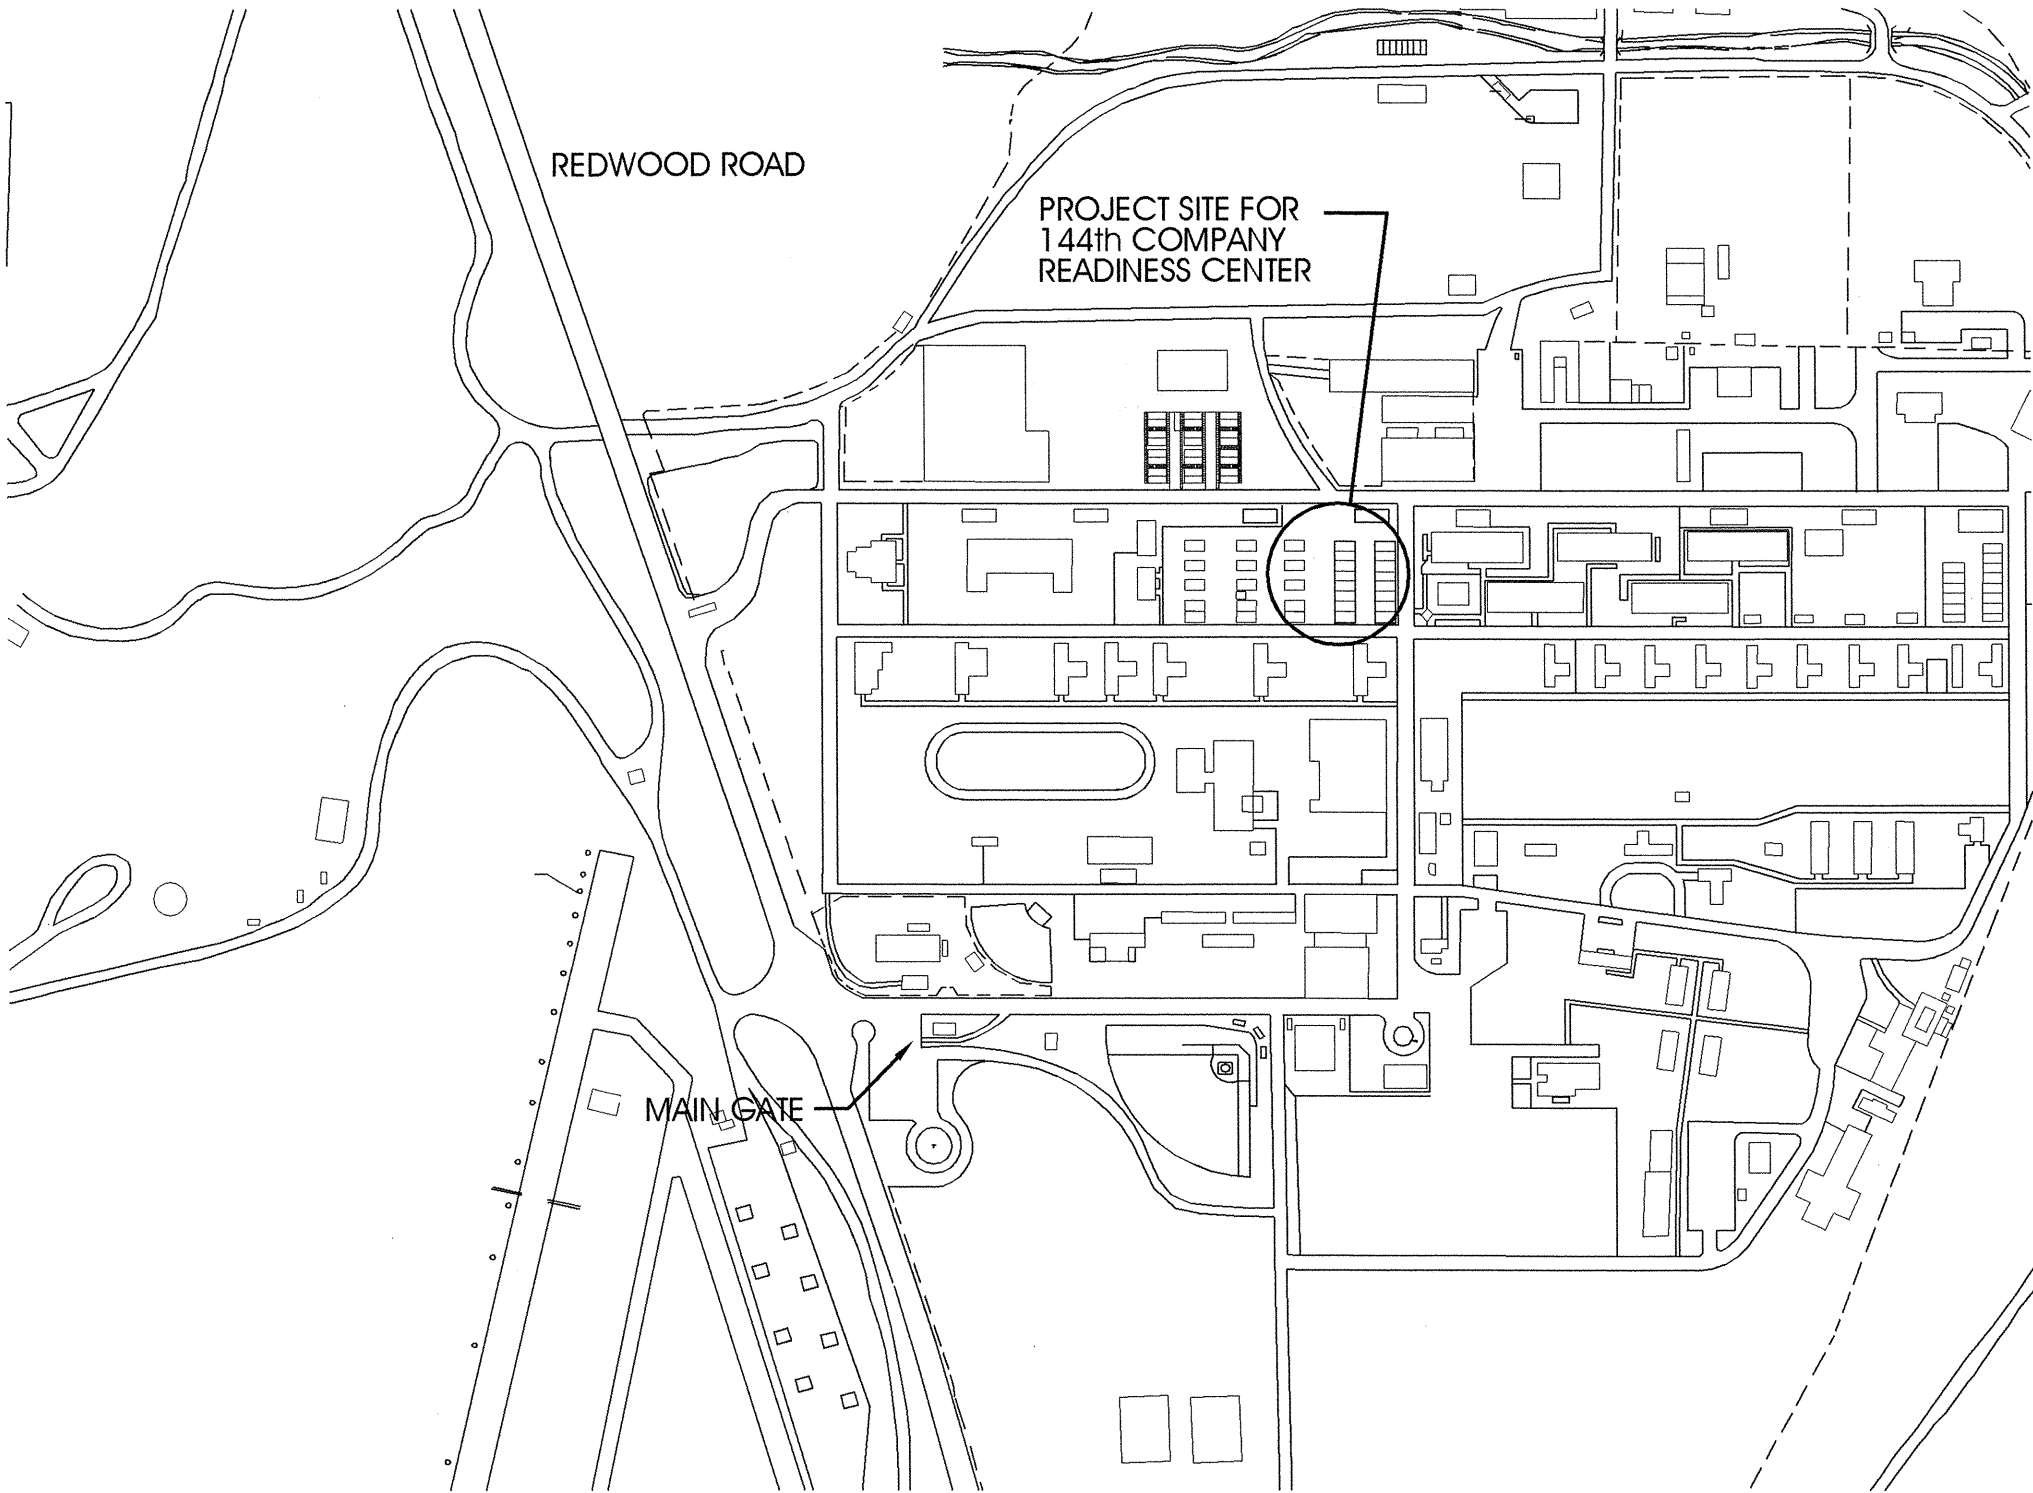 REDWOOD ROAD
PROJECT SITE FOR
144th COMPANY
READINESS CENTER
MAIN GATE